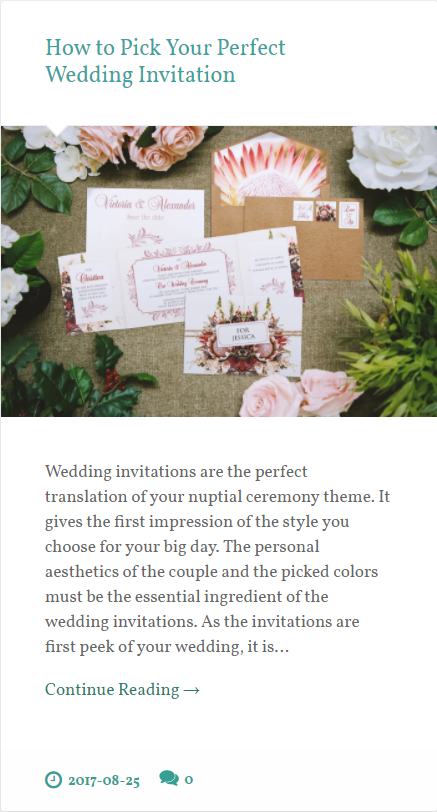 How to Pick Your Perfect
Wedding Invitation
Victoria & Alexander
Save the date
Christina
Victoria & Alexander
Our Wedding Ceremony
FOR
JESSICA
Wedding invitations are the perfect
translation of your nuptial ceremony theme. It
gives the first impression of the style you
choose for your big day. The personal
aesthetics of the couple and the picked colors
must be the essential ingredient of the
wedding invitations. As the invitations are
first peek of your wedding, it is...
Continue Reading →
2017-08-25 0